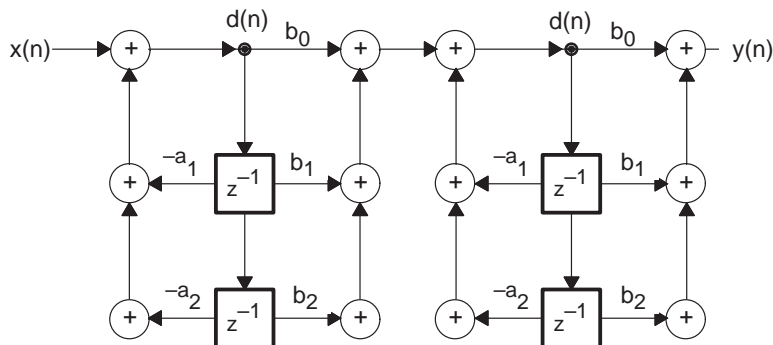 d(n) d(n)
x(n) + b₀ + + b₀ + y(n)
+ –a₁ z⁻¹ b₁ + + –a₁ z⁻¹ b₁ +
+ –a₂ z⁻¹ b₂ + + –a₂ z⁻¹ b₂ +